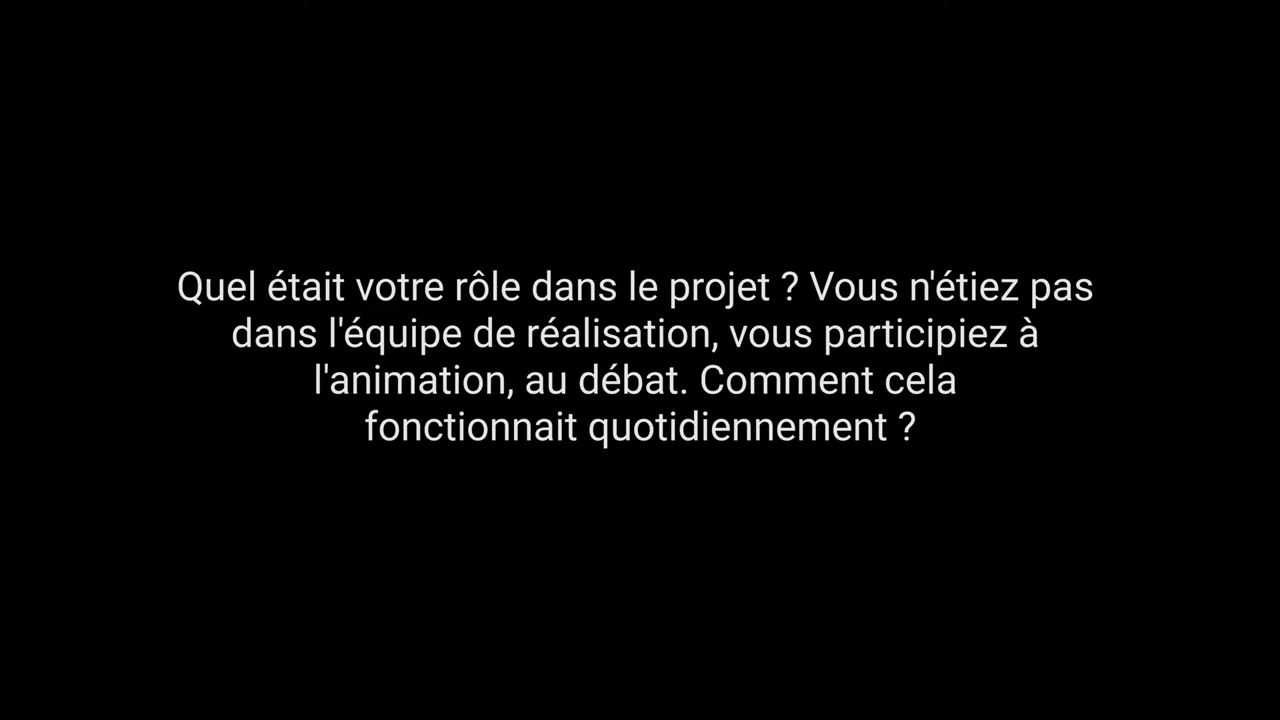 Quel était votre rôle dans le projet ? Vous n'étiez pas
dans l'équipe de réalisation, vous participiez à
l'animation, au débat. Comment cela
fonctionnait quotidiennement ?